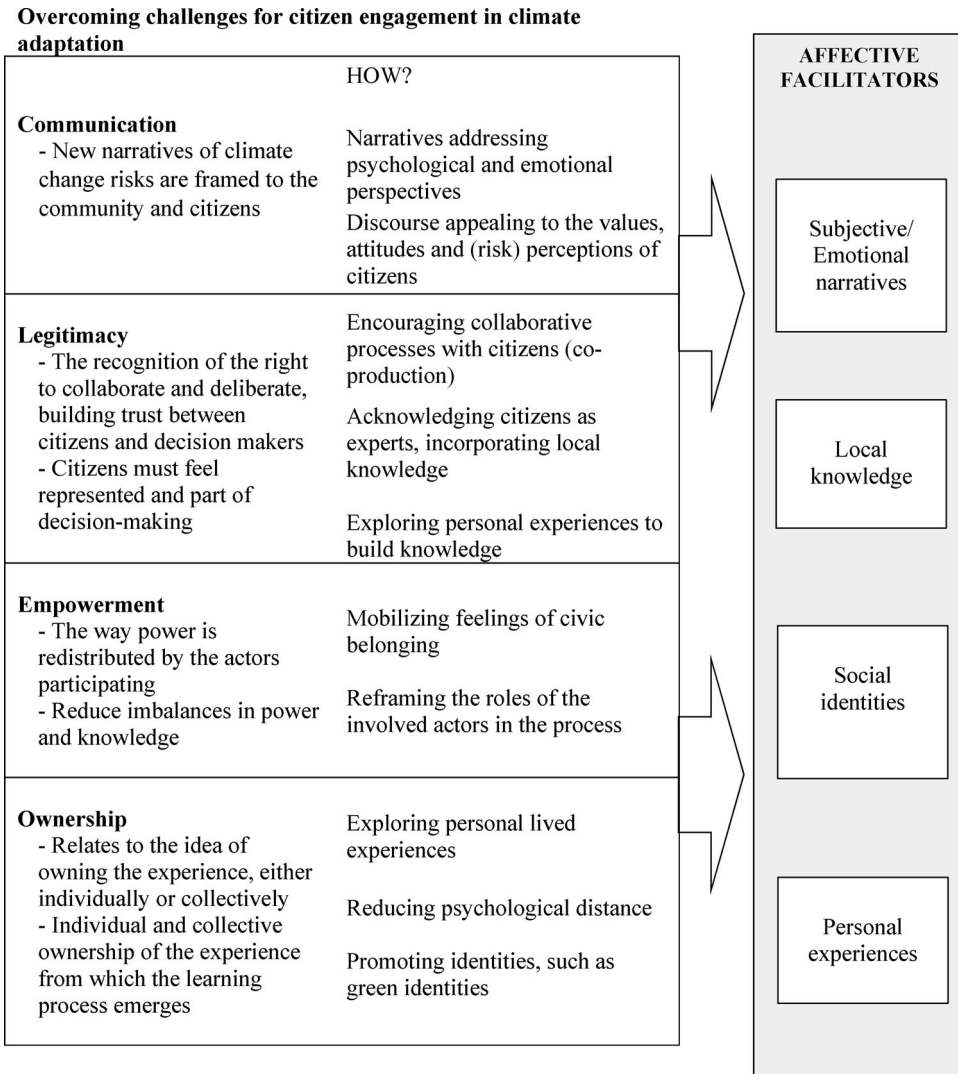 Overcoming challenges for citizen engagement in climate
adaptation
HOW?
Communication
- New narratives of climate
change risks are framed to the
community and citizens
Narratives addressing
psychological and emotional
perspectives
Discourse appealing to the values,
attitudes and (risk) perceptions of
citizens
Legitimacy
- The recognition of the right
to collaborate and deliberate,
building trust between
citizens and decision makers
- Citizens must feel
represented and part of
decision-making
Encouraging collaborative
processes with citizens (co-
production)
Acknowledging citizens as
experts, incorporating local
knowledge
Exploring personal experiences to
build knowledge
Empowerment
- The way power is
redistributed by the actors
participating
- Reduce imbalances in power
and knowledge
Mobilizing feelings of civic
belonging
Reframing the roles of the
involved actors in the process
Ownership
- Relates to the idea of
owning the experience, either
individually or collectively
- Individual and collective
ownership of the experience
from which the learning
process emerges
Exploring personal lived
experiences
Reducing psychological distance
Promoting identities, such as
green identities
AFFECTIVE
FACILITATORS
Subjective/
Emotional
narratives
Local
knowledge
Social
identities
Personal
experiences